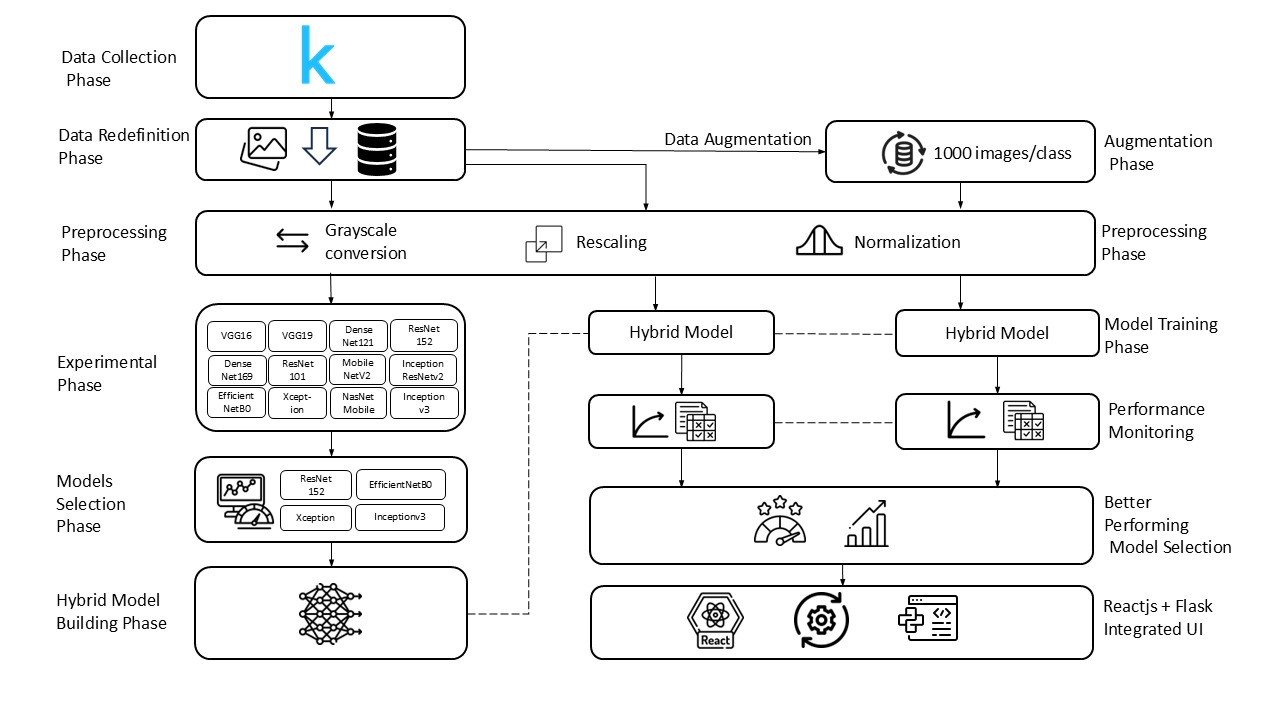 Data Collection
Phase
k
Data Redefinition
Phase
Data Augmentation
1000 images/class
Augmentation
Phase
Preprocessing
Phase
Grayscale
conversion
Rescaling
Normalization
Preprocessing
Phase
Experimental
Phase
VGG16
VGG19
Dense
Net121
ResNet
152
Dense
Net169
ResNet
101
Mobile
NetV2
Inception
ResNetv2
Efficient
NetB0
Xcept-
ion
NasNet
Mobile
Inception
v3
Hybrid Model
Hybrid Model
Model Training
Phase
Performance
Monitoring
Models
Selection
Phase
ResNet
152
EfficientNetB0
Xception
Inceptionv3
Better
Performing
Model Selection
Hybrid Model
Building Phase
React
Reactjs + Flask
Integrated UI